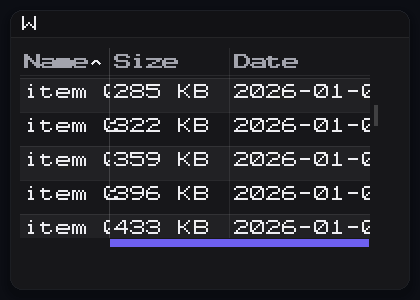 W
Name Size Date
item 285 KB 2026-01-0
item 322 KB 2026-01-0
item 359 KB 2026-01-0
item 396 KB 2026-01-0
item 433 KB 2026-01-0